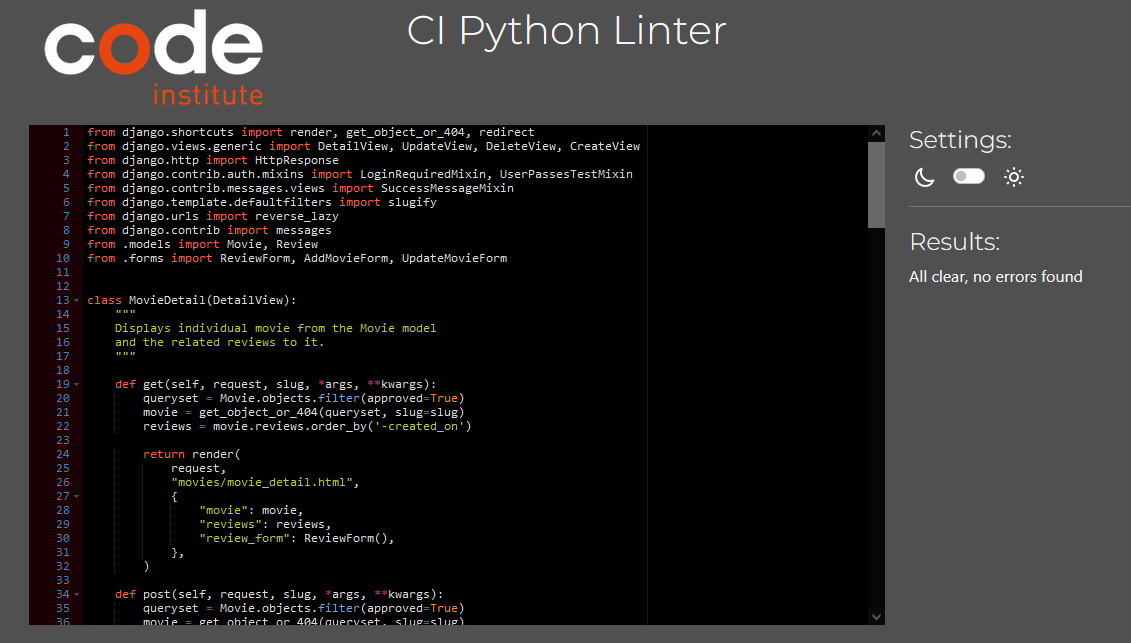 code
institute
CI Python Linter
1 from django.shortcuts import render, get_object_or_404, redirect
2 from django.views.generic import DetailView, UpdateView, DeleteView, CreateView
3 from django.http import HttpResponse
4 from django.contrib.auth.mixins import LoginRequiredMixin, UserPassesTestMixin
5 from django.contrib.messages.views import SuccessMessageMixin
6 from django.template.defaultfilters import slugify
7 from django.urls import reverse_lazy
8 from django.contrib import messages
9 from .models import Movie, Review
10 from .forms import ReviewForm, AddMovieForm, UpdateMovieForm
11
12
13 class MovieDetail(DetailView):
14     """
15     Displays individual movie from the Movie model
16     and the related reviews to it.
17     """
18
19     def get(self, request, slug, *args, **kwargs):
20         queryset = Movie.objects.filter(approved=True)
21         movie = get_object_or_404(queryset, slug=slug)
22         reviews = movie.reviews.order_by('-created_on')
23
24         return render(
25             request,
26             "movies/movie_detail.html",
27             {
28                 "movie": movie,
29                 "reviews": reviews,
30                 "review_form": ReviewForm(),
31             },
32         )
33
34     def post(self, request, slug, *args, **kwargs):
35         queryset = Movie.objects.filter(approved=True)
36         movie = get_object_or_404(queryset, slug=slug)
Settings:
Results:
All clear, no errors found